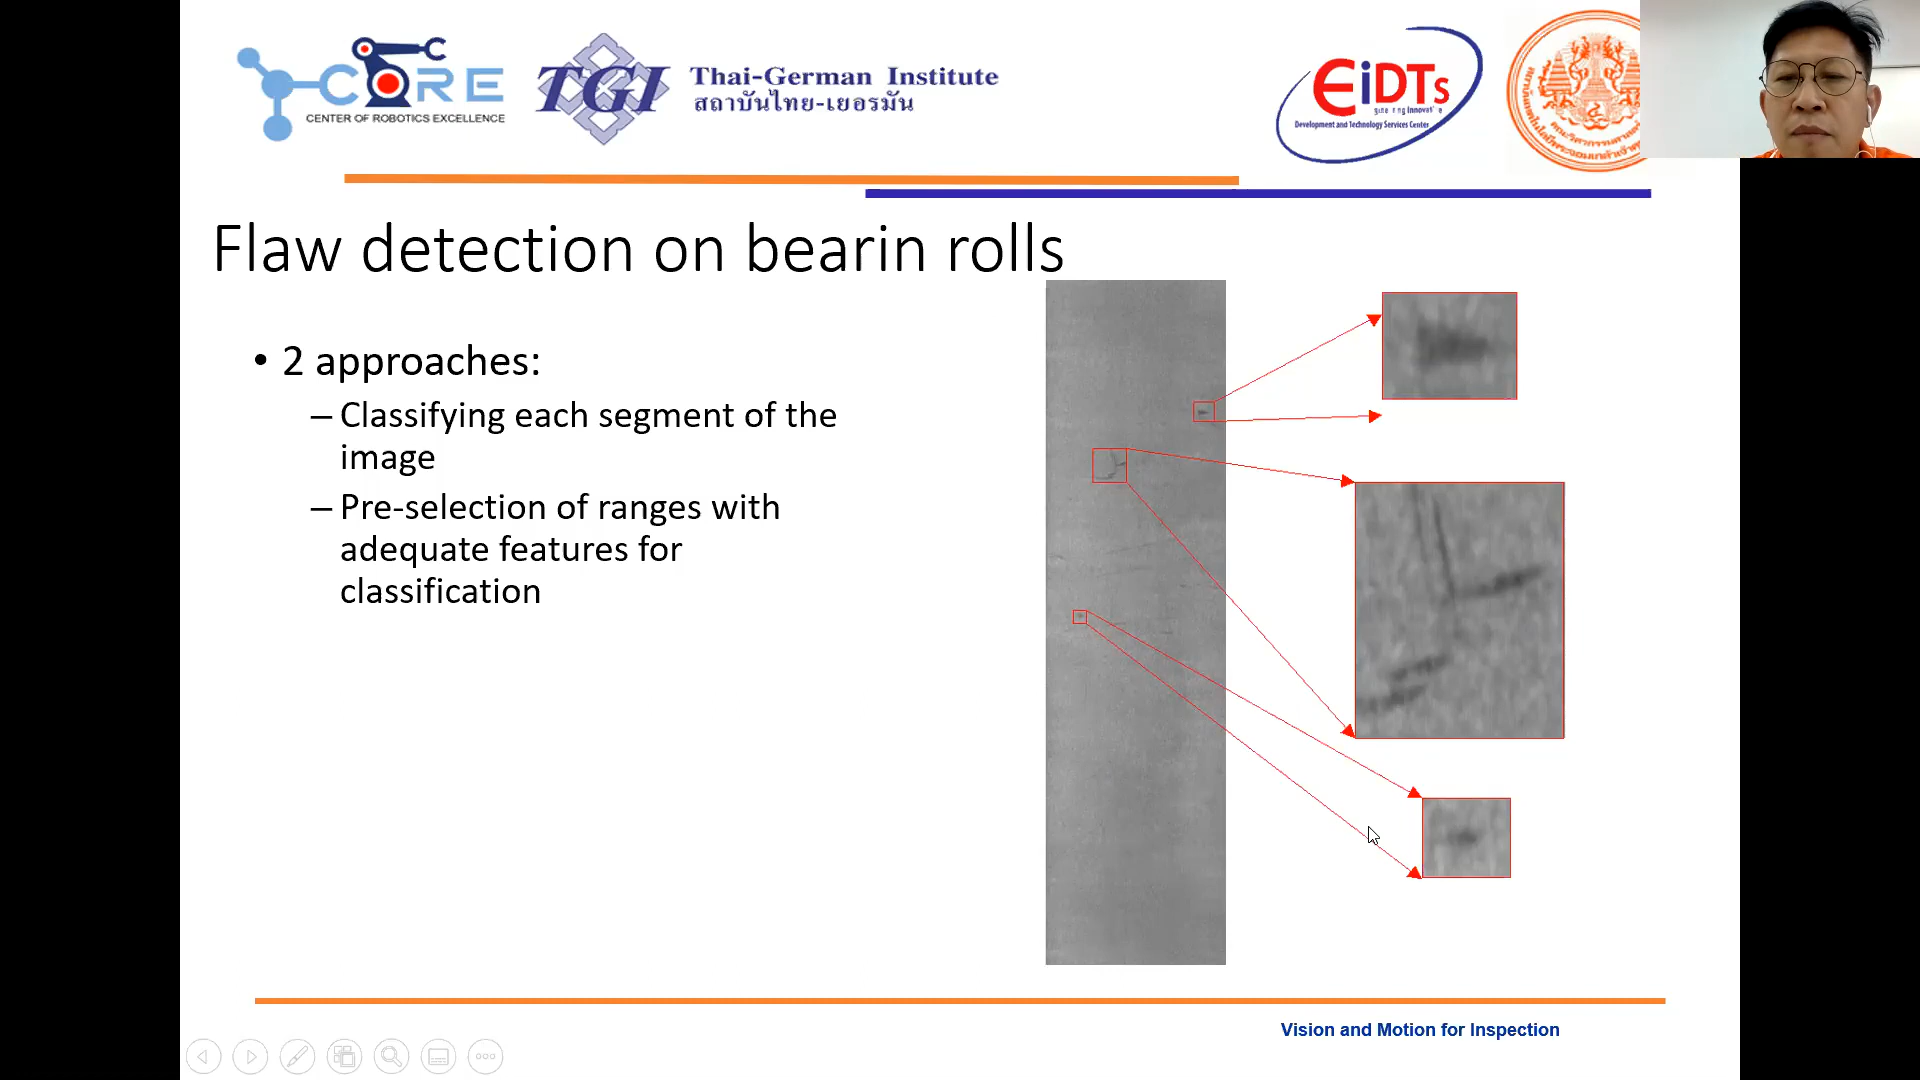 CORE
CENTER OF ROBOTICS EXCELLENCE
TGI
Thai-German Institute
สถาบันไทย-เยอรมัน
EiDTs
Development and Technology Services Center
Flaw detection on bearin rolls
• 2 approaches:
– Classifying each segment of the
image
– Pre-selection of ranges with
adequate features for
classification
Vision and Motion for Inspection